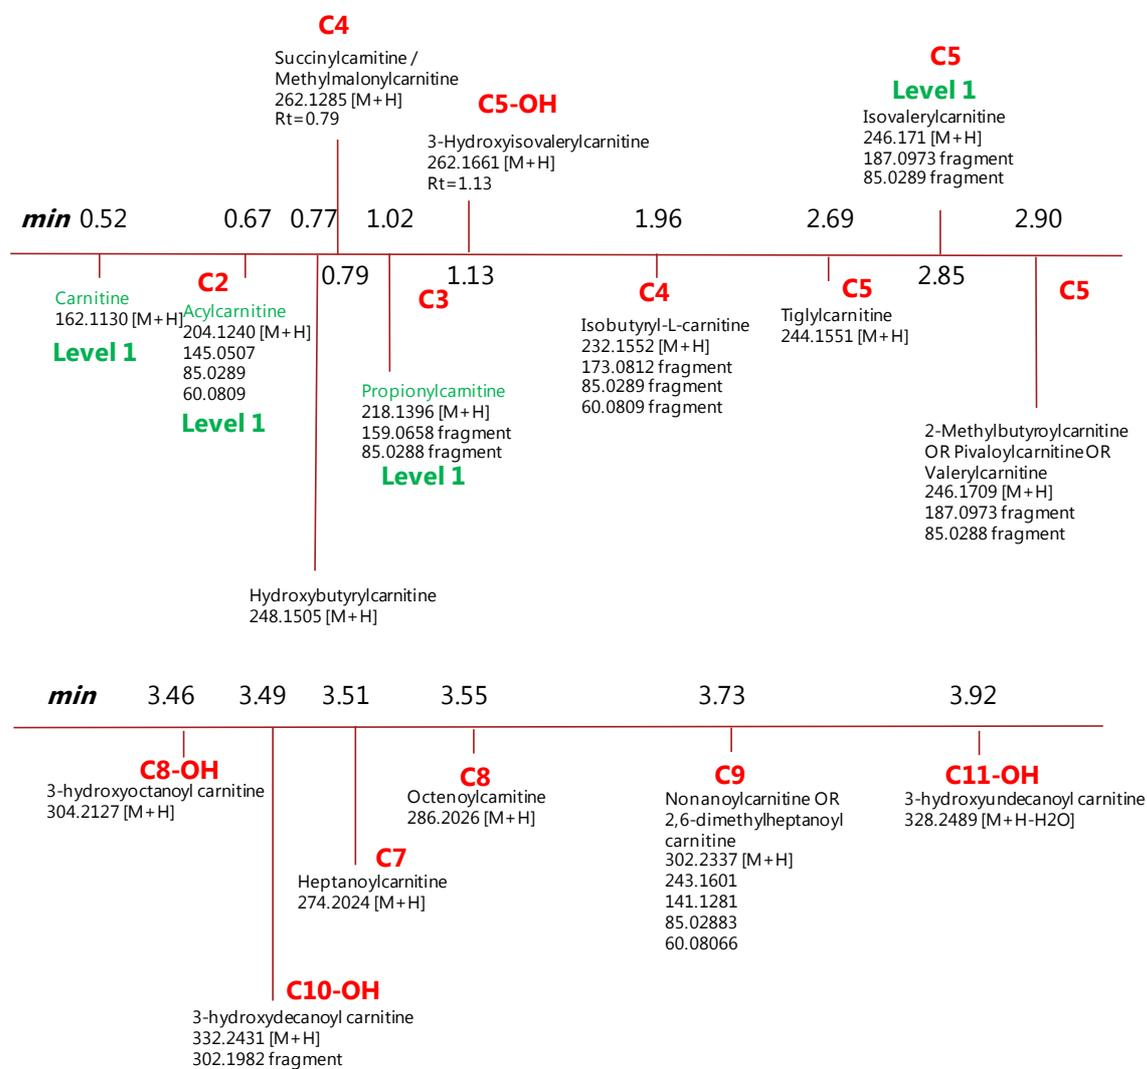 C4
Succinylcarnitine /
Methylmalonylcarnitine
262.1285 [M+H]
Rt=0.79
C5-OH
3-Hydroxyisovalerylcarnitine
262.1661 [M+H]
Rt=1.13
C5
Level 1
Isovalerylcarnitine
246.171 [M+H]
187.0973 fragment
85.0289 fragment
min 0.52 0.67 0.77 1.02 1.96 2.69 2.90
0.79 1.13 2.85
Carnitine
162.1130 [M+H]
Level 1
C2
Acylcarnitine
204.1240 [M+H]
145.0507
85.0289
60.0809
Level 1
C3
Propionylcarnitine
218.1396 [M+H]
159.0658 fragment
85.0288 fragment
Level 1
C4
Isobutyryl-L-carnitine
232.1552 [M+H]
173.0812 fragment
85.0289 fragment
60.0809 fragment
C5
Tiglylcarnitine
244.1551 [M+H]
C5
2-Methylbutyroylcarnitine
OR Pivaloylcarnitine OR
Valerylcarnitine
246.1709 [M+H]
187.0973 fragment
85.0288 fragment
Hydroxybutyrylcarnitine
248.1505 [M+H]
min 3.46 3.49 3.51 3.55 3.73 3.92
C8-OH
3-hydroxyoctanoyl carnitine
304.2127 [M+H]
C8
Octenoylcarnitine
286.2026 [M+H]
C9
Nonanoylcarnitine OR
2,6-dimethylheptanoyl
carnitine
302.2337 [M+H]
243.1601
141.1281
85.02883
60.08066
C11-OH
3-hydroxyundecanoyl carnitine
328.2489 [M+H-H2O]
C7
Heptanoylcarnitine
274.2024 [M+H]
C10-OH
3-hydroxydecanoyl carnitine
332.2431 [M+H]
302.1982 fragment